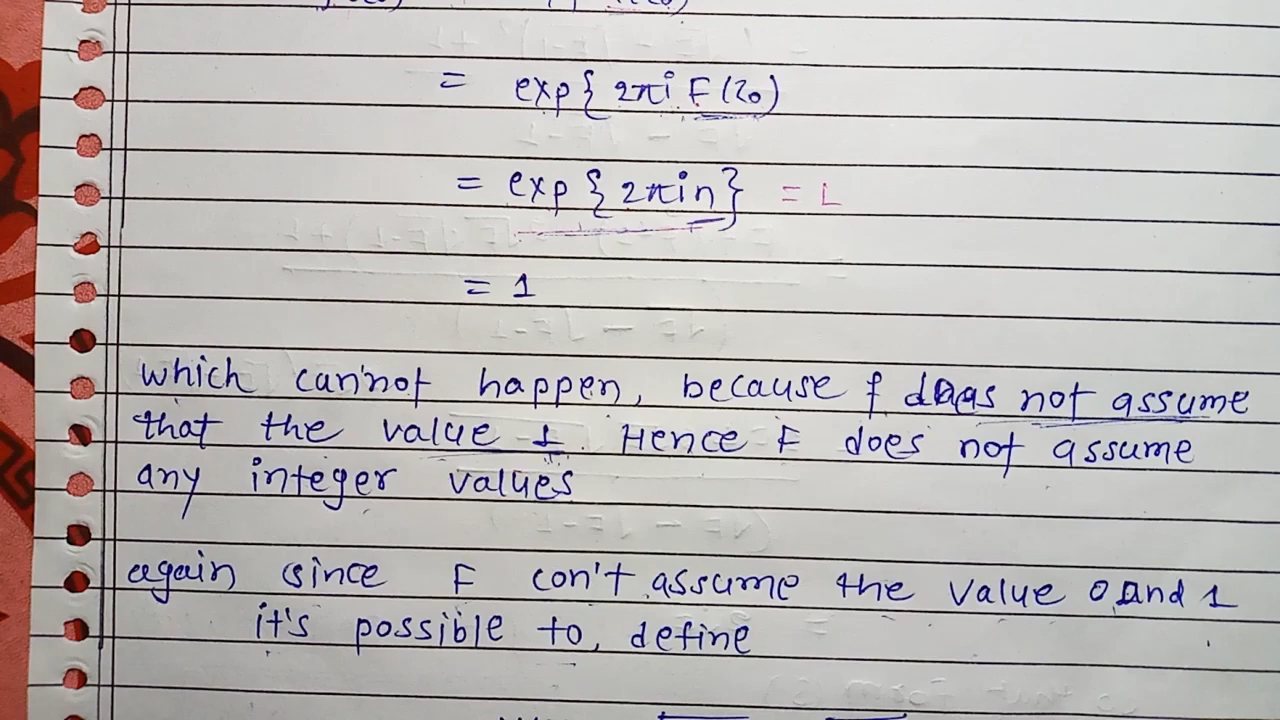 = exp{ 2πi F(z₀)
= exp {2πin} = 1
= 1
which cannot happen, because f does not assume
that the value 1. Hence F does not assume
any integer values
again since F con't assume the value 0 and 1
it's possible to, define